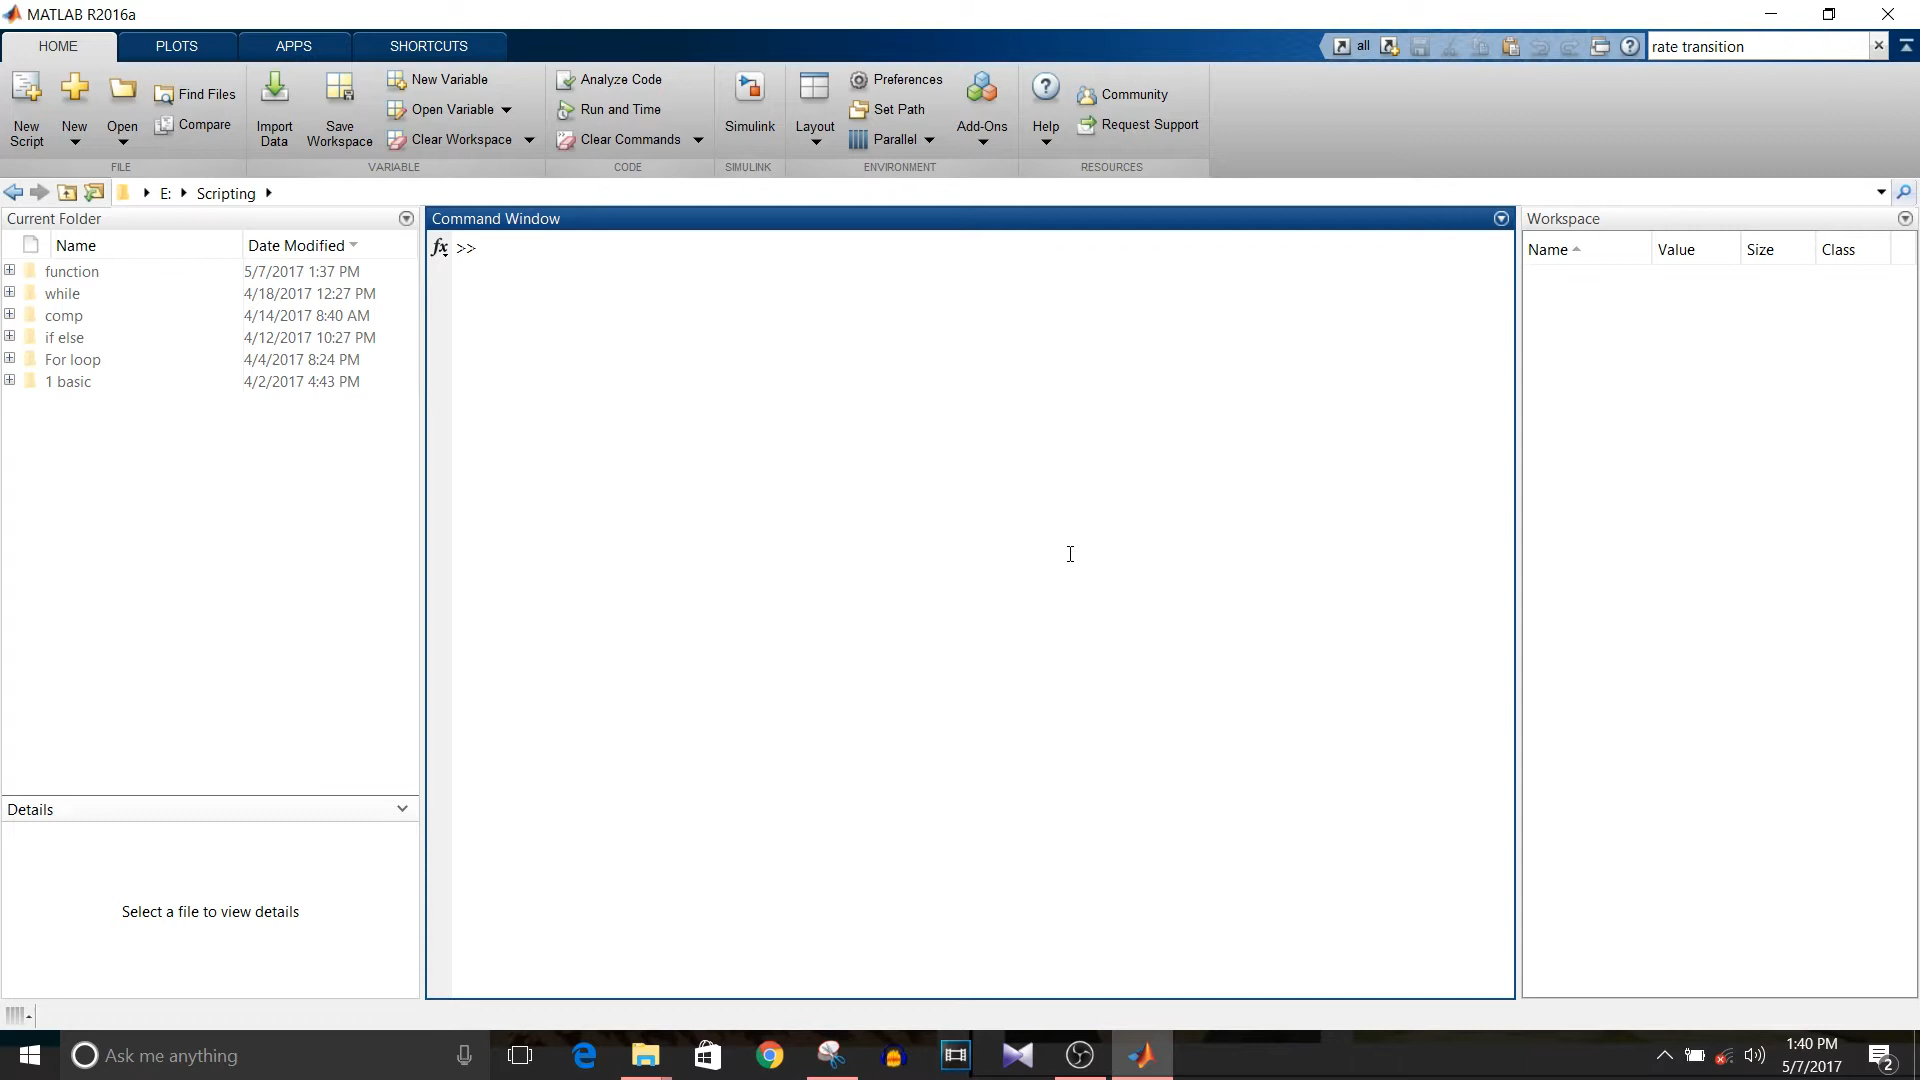 MATLAB R2016a
HOME PLOTS APPS SHORTCUTS all rate transition
New Script
New
Open
Find Files
Compare
FILE
Import Data
Save Workspace
New Variable
Open Variable
Clear Workspace
VARIABLE
Analyze Code
Run and Time
Clear Commands
CODE
Simulink
SIMULINK
Layout
Preferences
Set Path
Parallel
Add-Ons
ENVIRONMENT
Help
Community
Request Support
RESOURCES
E: Scripting
Current Folder
Name Date Modified
function 5/7/2017 1:37 PM
while 4/18/2017 12:27 PM
comp 4/14/2017 8:40 AM
if else 4/12/2017 10:27 PM
For loop 4/4/2017 8:24 PM
1 basic 4/2/2017 4:43 PM
Details
Select a file to view details
Command Window
fx >>
Workspace
Name Value Size Class
Ask me anything
1:40 PM
5/7/2017
2